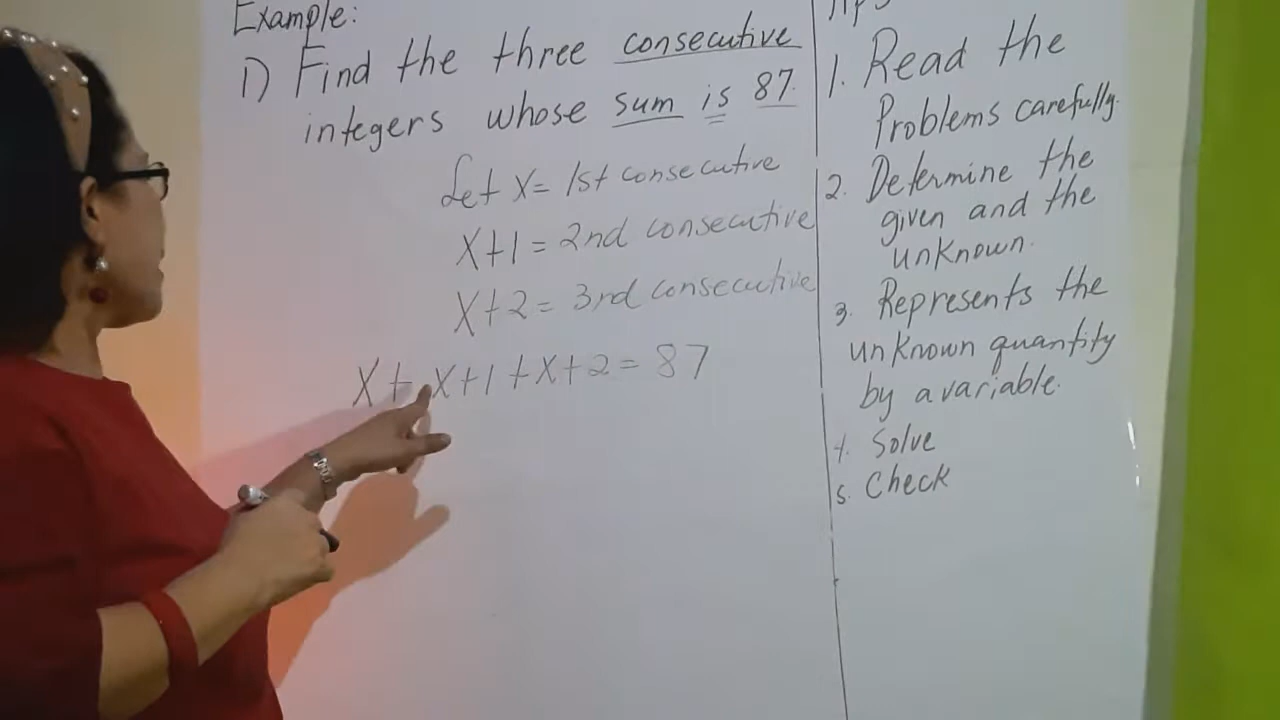 Example:
1) Find the three consecutive
integers whose sum is 87.
Let x = 1st consecutive
x+1 = 2nd consecutive
x+2 = 3rd consecutive
x + x+1 + x+2 = 87
1. Read the
Problems carefully.
2. Determine the
given and the
unknown.
3. Represents the
unknown quantity
by a variable.
4. Solve
5. Check